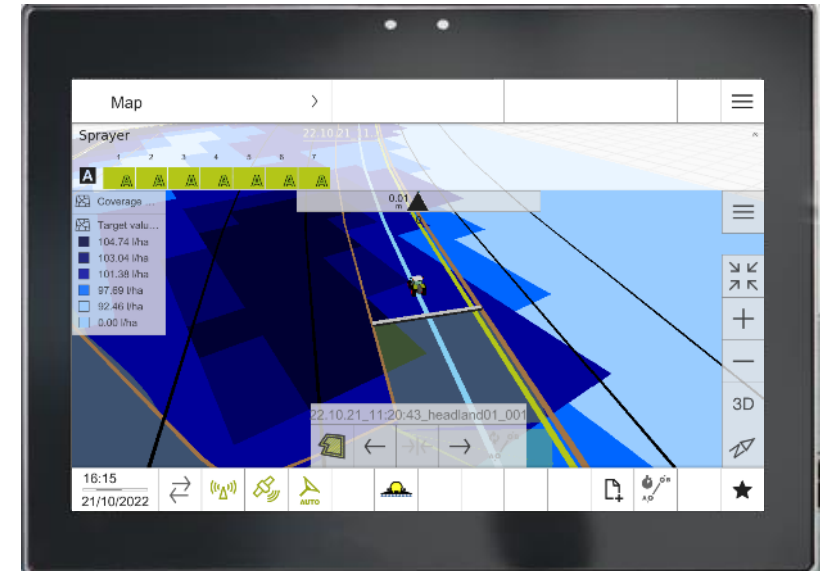 Map
Sprayer
22.10.21_11
1 2 3 4 5 6 7
A
0.01
m
Coverage ...
Target valu...
104.74 l/ha
103.04 l/ha
101.38 l/ha
97.69 l/ha
92.46 l/ha
0.00 l/ha
3D
22.10.21_11:20:43_headland01_001
16:15
21/10/2022
AUTO